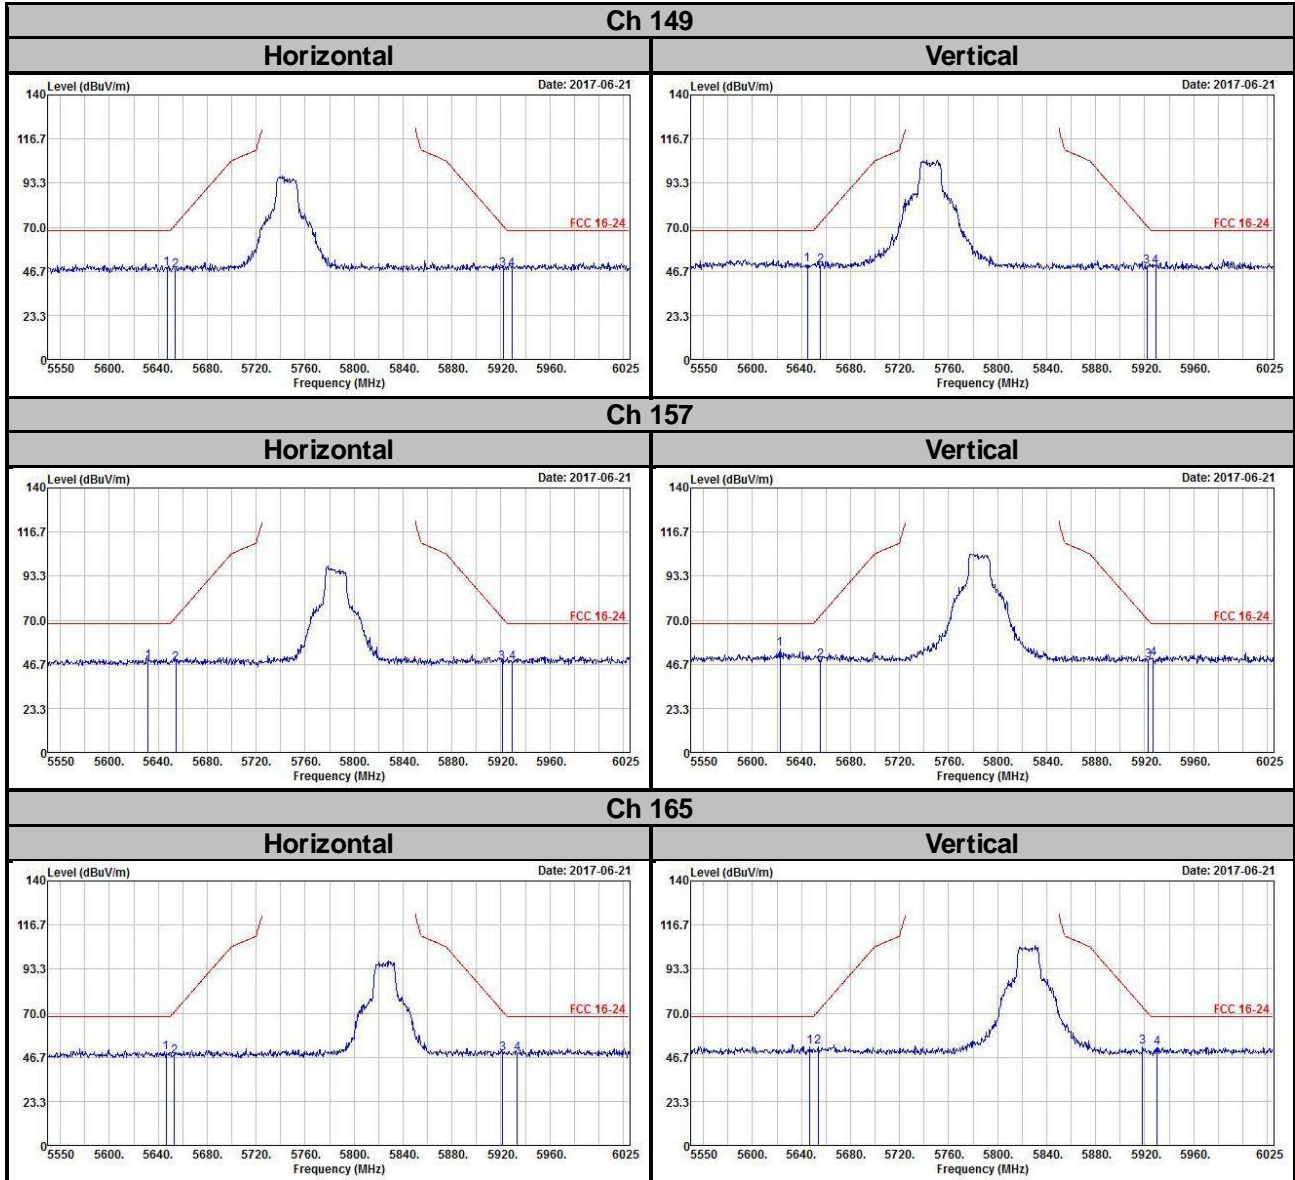 Ch 149
Horizontal Vertical
Level (dBuV/m) Date: 2017-06-21 Level (dBuV/m) Date: 2017-06-21
140 140
116.7 116.7
93.3 93.3
70.0 FCC 16-24 70.0 FCC 16-24
46.7 1 2 3 4 46.7 1 2 3 4
23.3 23.3
0 0
5550 5600. 5640. 5680. 5720. 5760. 5800. 5840. 5880. 5920. 5960. 6025 5550 5600. 5640. 5680. 5720. 5760. 5800. 5840. 5880. 5920. 5960. 6025
Frequency (MHz) Frequency (MHz)
Ch 157
Horizontal Vertical
Level (dBuV/m) Date: 2017-06-21 Level (dBuV/m) Date: 2017-06-21
140 140
116.7 116.7
93.3 93.3
70.0 FCC 16-24 70.0 FCC 16-24
46.7 1 2 3 4 46.7 1 2 3 4
23.3 23.3
0 0
5550 5600. 5640. 5680. 5720. 5760. 5800. 5840. 5880. 5920. 5960. 6025 5550 5600. 5640. 5680. 5720. 5760. 5800. 5840. 5880. 5920. 5960. 6025
Frequency (MHz) Frequency (MHz)
Ch 165
Horizontal Vertical
Level (dBuV/m) Date: 2017-06-21 Level (dBuV/m) Date: 2017-06-21
140 140
116.7 116.7
93.3 93.3
70.0 FCC 16-24 70.0 FCC 16-24
46.7 1 2 3 4 46.7 1 2 3 4
23.3 23.3
0 0
5550 5600. 5640. 5680. 5720. 5760. 5800. 5840. 5880. 5920. 5960. 6025 5550 5600. 5640. 5680. 5720. 5760. 5800. 5840. 5880. 5920. 5960. 6025
Frequency (MHz) Frequency (MHz)